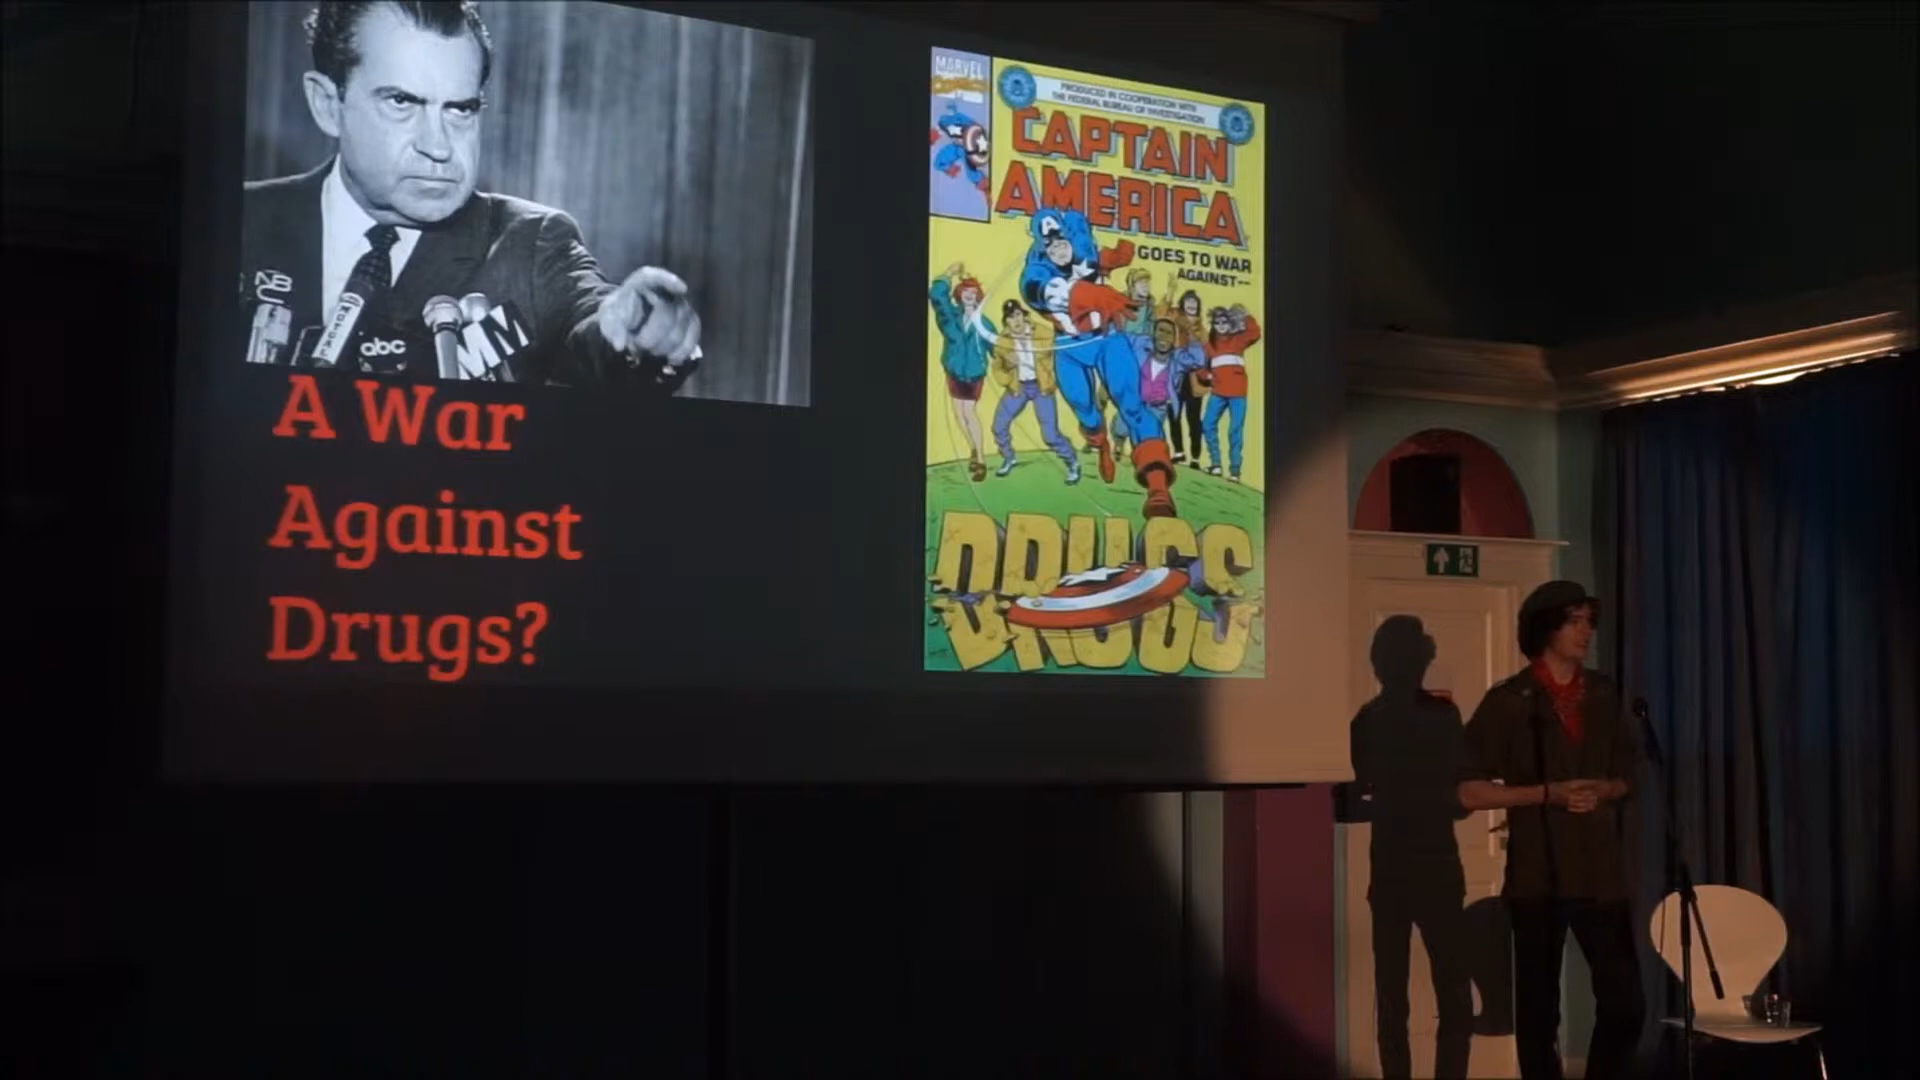 NBC
MUTUAL
abc
A War
Against
Drugs?
MARVEL
PRODUCED IN COOPERATION WITH
THE FEDERAL BUREAU OF INVESTIGATION
CAPTAIN
AMERICA
A
GOES TO WAR
AGAINST--
DRUGS